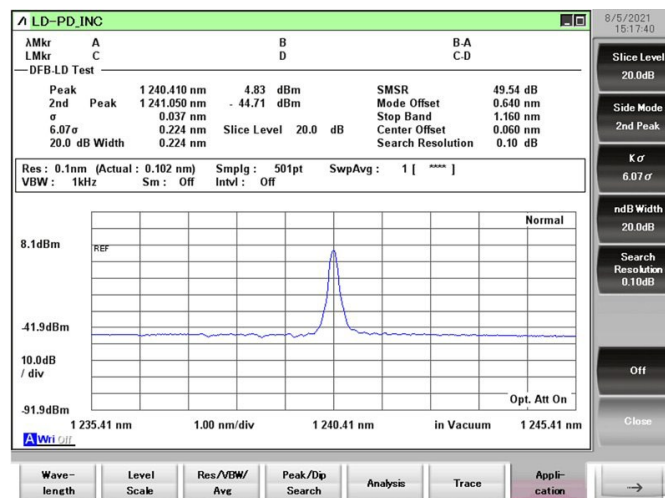 LD-PD_INC
8/5/2021
15:17:40
λMkr A B B-A
LMkr C D C-D
DFB-LD Test
Peak 1 240.410 nm 4.83 dBm SMSR 49.54 dB
2nd Peak 1 241.050 nm - 44.71 dBm Mode Offset 0.640 nm
σ 0.037 nm Stop Band 1.160 nm
6.07σ 0.224 nm Slice Level 20.0 dB Center Offset 0.060 nm
20.0 dB Width 0.224 nm Search Resolution 0.10 dB
Res : 0.1nm (Actual : 0.102 nm) Smplg : 501pt SwpAvg : 1 [ **** ]
VBW : 1kHz Sm : Off Intvl : Off
Normal
8.1dBm
REF
-41.9dBm
10.0dB
/ div
Opt. Att On
-91.9dBm
1 235.41 nm 1.00 nm/div 1 240.41 nm in Vacuum 1 245.41 nm
A Wri Off
Slice Level
20.0dB
Side Mode
2nd Peak
Kσ
6.07σ
ndB Width
20.0dB
Search
Resolution
0.10dB
Off
Close
Wave-
length
Level
Scale
Res/VBW/
Avg
Peak/Dip
Search
Analysis
Trace
Appli-
cation